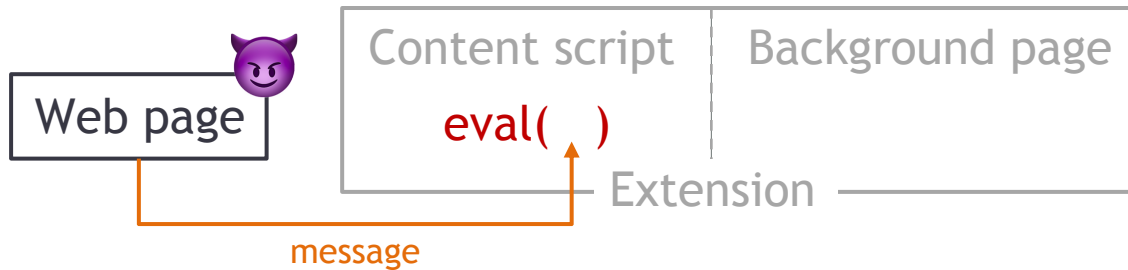 Content script
Background page
Web page
eval( )
Extension
message